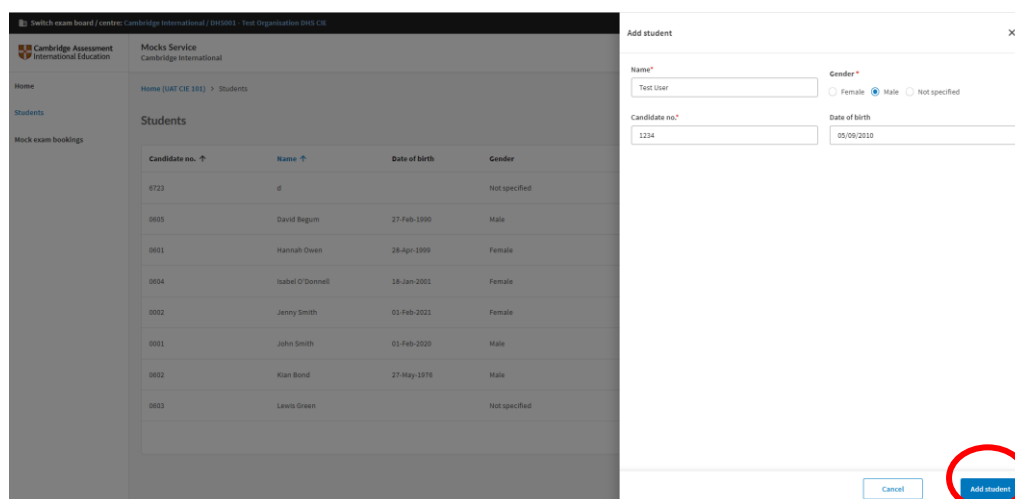 Switch exam board / centre: Cambridge International / DHS001 - Test Organisation DHS CIE
Cambridge Assessment
International Education
Mocks Service
Cambridge International
Home
Students
Mock exam bookings
Home (UAT CIE 101) > Students
Students
Candidate no. ↑ Name ↑ Date of birth Gender
6723 d Not specified
0605 David Begum 27-Feb-1990 Male
0601 Hannah Owen 28-Apr-1999 Female
0604 Isabel O'Donnell 18-Jan-2001 Female
0002 Jenny Smith 01-Feb-2021 Female
0001 John Smith 01-Feb-2020 Male
0602 Kian Bond 27-May-1976 Male
0603 Lewis Green Not specified
Add student
Name* Gender *
Test User Female Male Not specified
Candidate no.* Date of birth
1234 05/09/2010
Cancel Add student